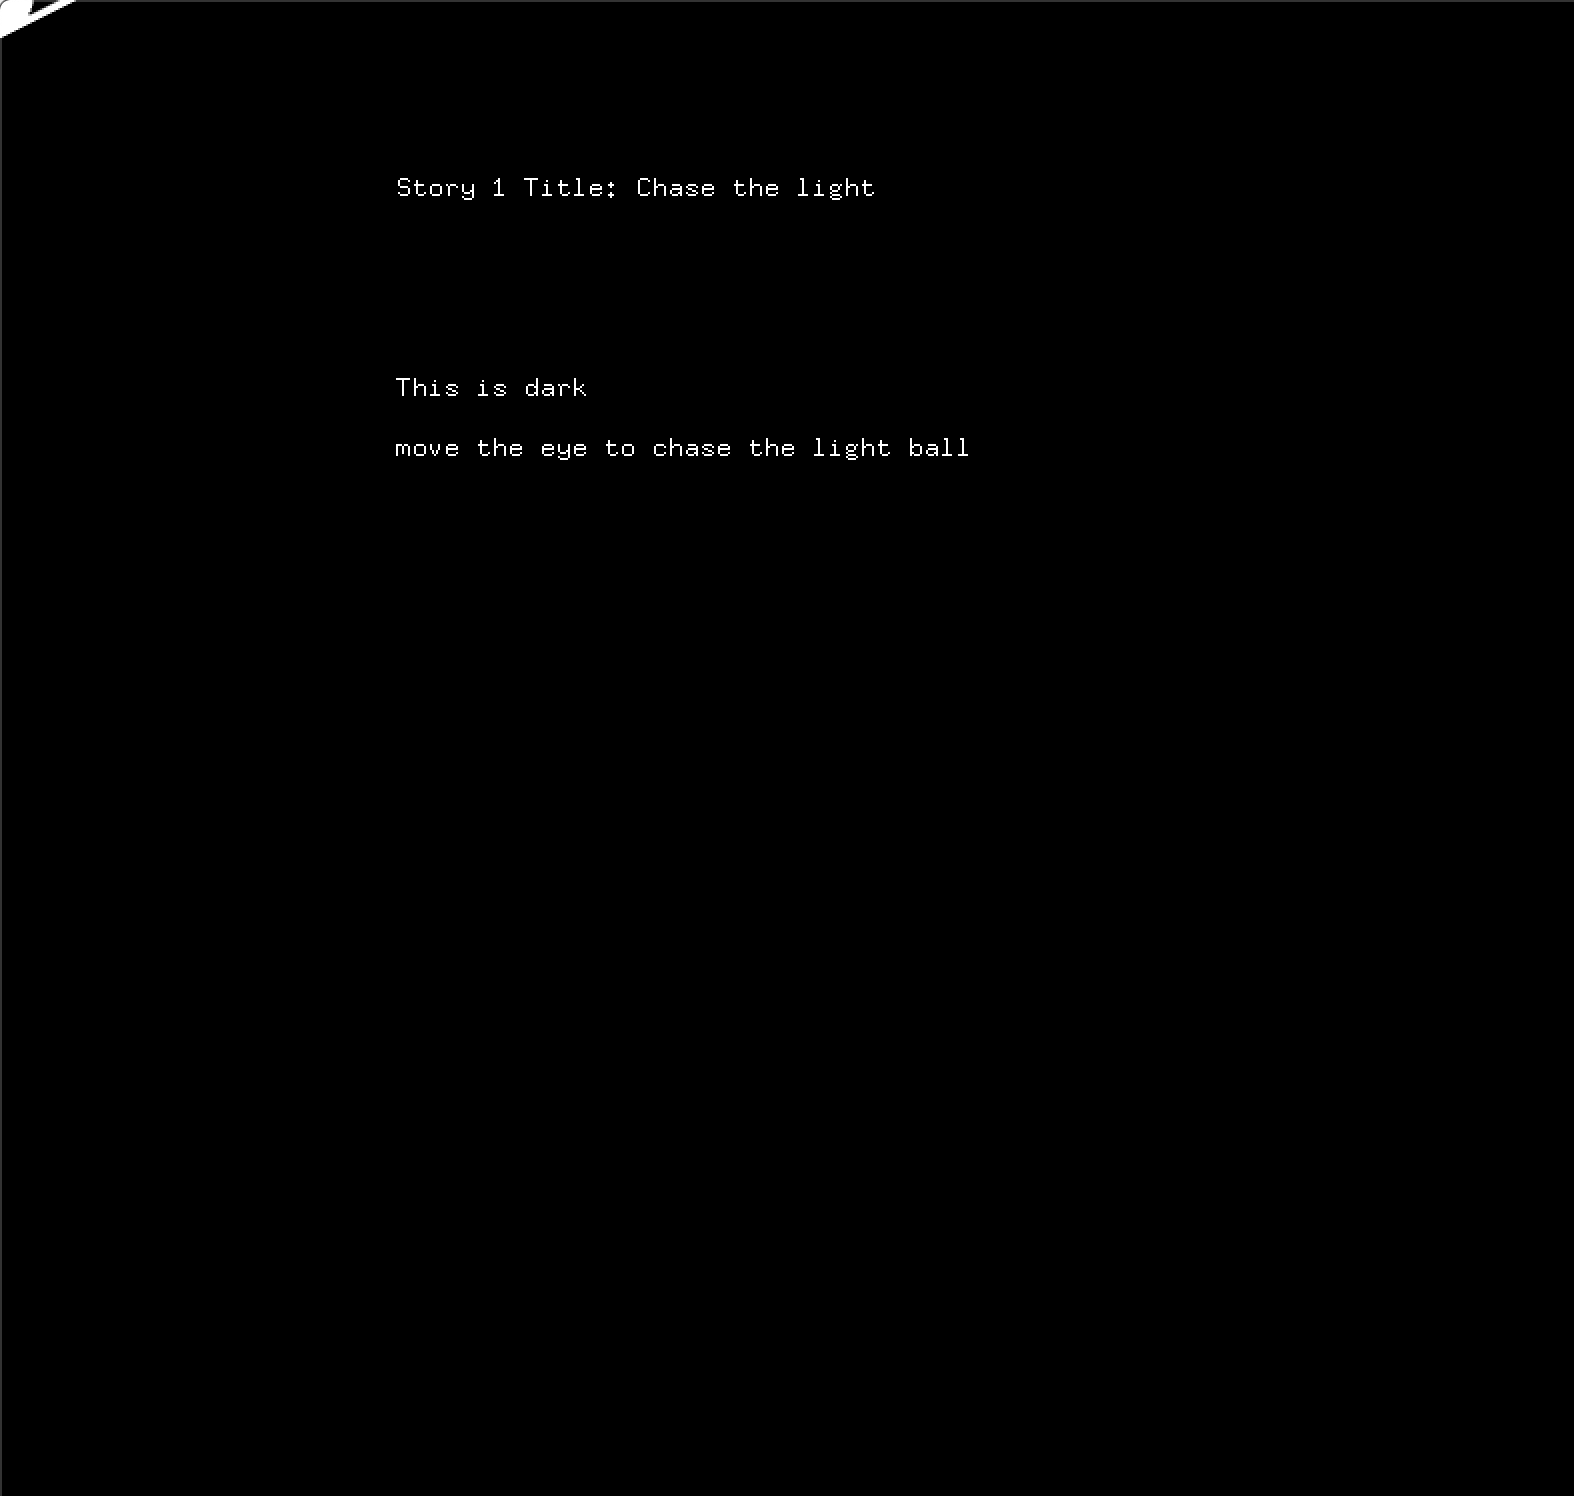 Story 1 Title: Chase the light
This is dark
move the eye to chase the light ball